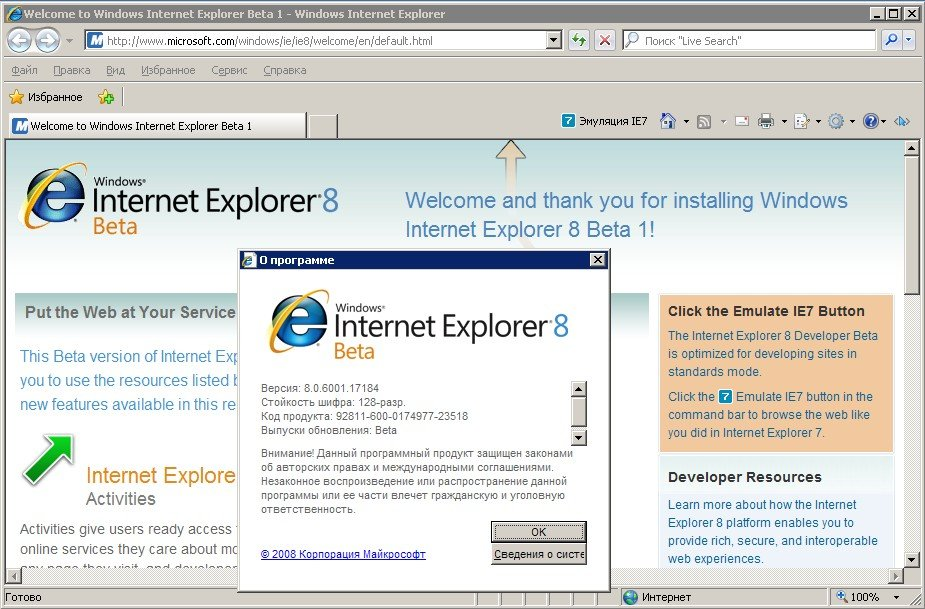 Welcome to Windows Internet Explorer Beta 1 - Windows Internet Explorer
http://www.microsoft.com/windows/ie/ie8/welcome/en/default.html
Поиск "Live Search"
Файл Правка Вид Избранное Сервис Справка
Избранное
Welcome to Windows Internet Explorer Beta 1
7 Эмуляция IE7
Windows®
Internet Explorer 8
Beta
Welcome and thank you for installing Windows
Internet Explorer 8 Beta 1!
Put the Web at Your Service
This Beta version of Internet Exp
you to use the resources listed b
new features available in this re
Internet Explore
Activities
Activities give users ready access
online services they care about mo
any page they visit, and develope
О программе
Windows®
Internet Explorer 8
Beta
Версия: 8.0.6001.17184
Стойкость шифра: 128-разр.
Код продукта: 92811-600-0174977-23518
Выпуски обновления: Beta
Внимание! Данный программный продукт защищен законами
об авторских правах и международными соглашениями.
Незаконное воспроизведение или распространение данной
программы или ее части влечет гражданскую и уголовную
ответственность.
OK
© 2008 Корпорация Майкрософт
Сведения о систе
Click the Emulate IE7 Button
The Internet Explorer 8 Developer Beta
is optimized for developing sites in
standards mode.
Click the 7 Emulate IE7 button in the
command bar to browse the web like
you did in Internet Explorer 7.
Developer Resources
Learn more about how the Internet
Explorer 8 platform enables you to
provide rich, secure, and interoperable
web experiences.
Готово
Интернет
100%